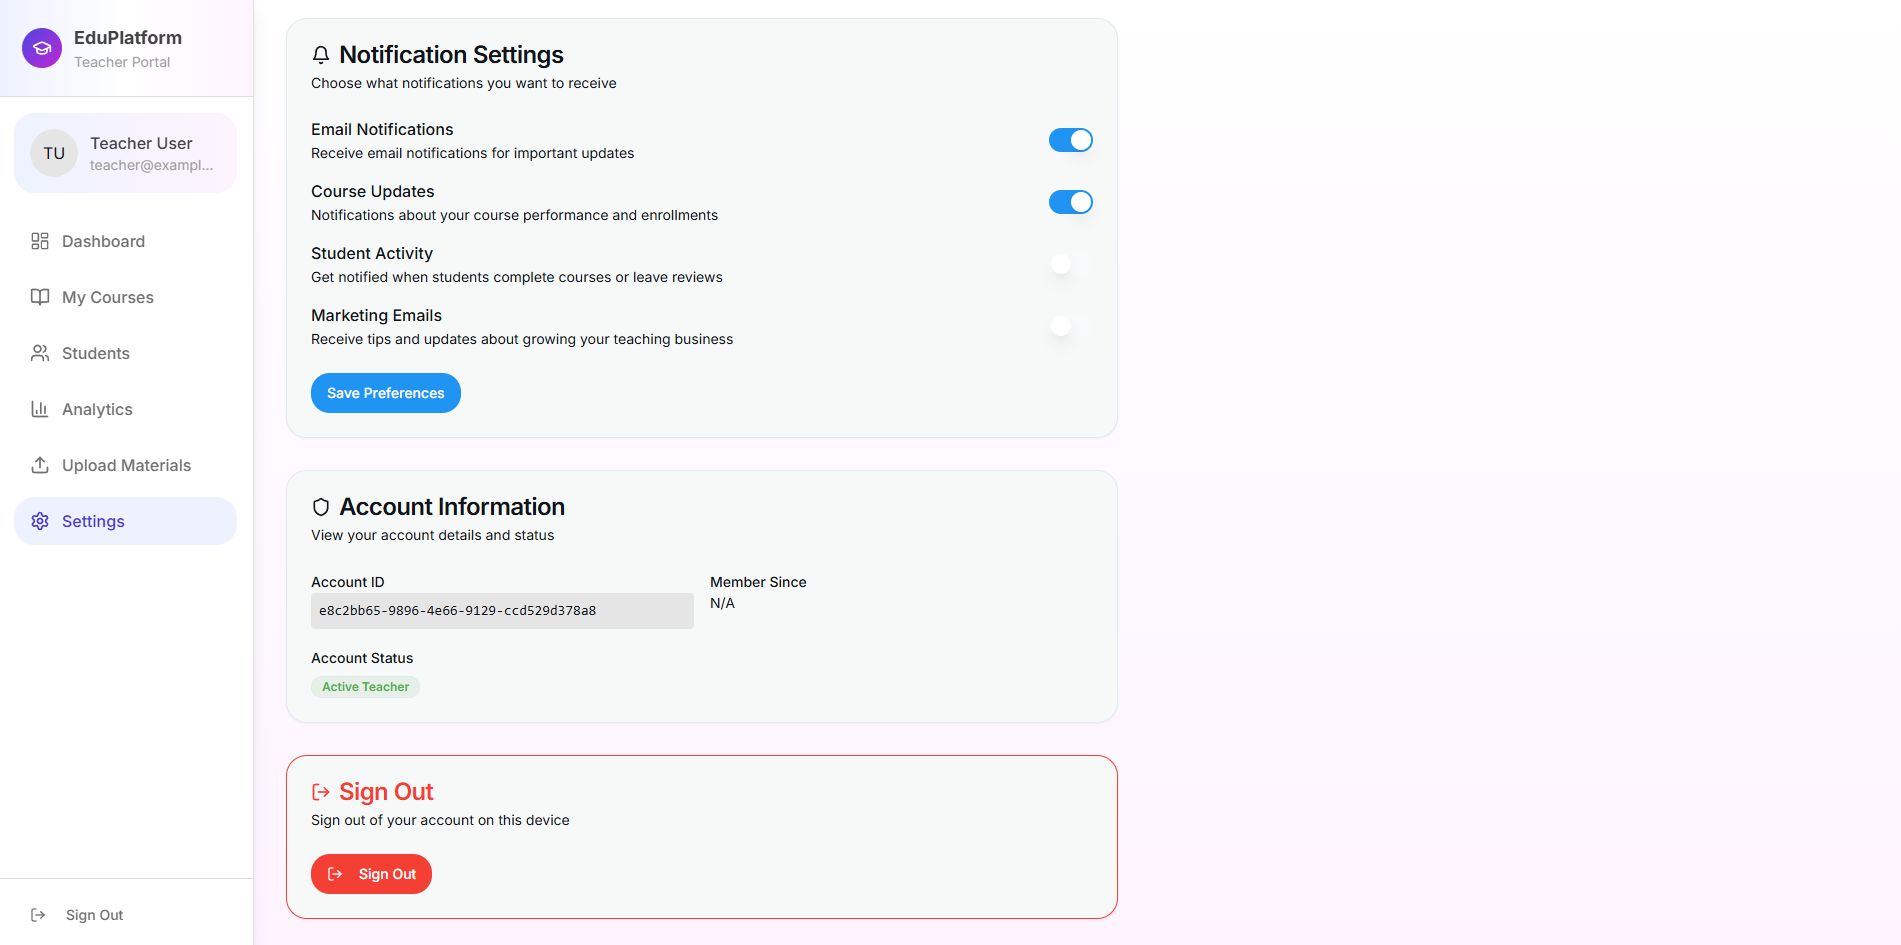 EduPlatform
Teacher Portal
TU
Teacher User
teacher@exampl...
Dashboard
My Courses
Students
Analytics
Upload Materials
Settings
Sign Out
Notification Settings
Choose what notifications you want to receive
Email Notifications
Receive email notifications for important updates
Course Updates
Notifications about your course performance and enrollments
Student Activity
Get notified when students complete courses or leave reviews
Marketing Emails
Receive tips and updates about growing your teaching business
Save Preferences
Account Information
View your account details and status
Account ID
e8c2bb65-9896-4e66-9129-ccd529d378a8
Member Since
N/A
Account Status
Active Teacher
Sign Out
Sign out of your account on this device
Sign Out